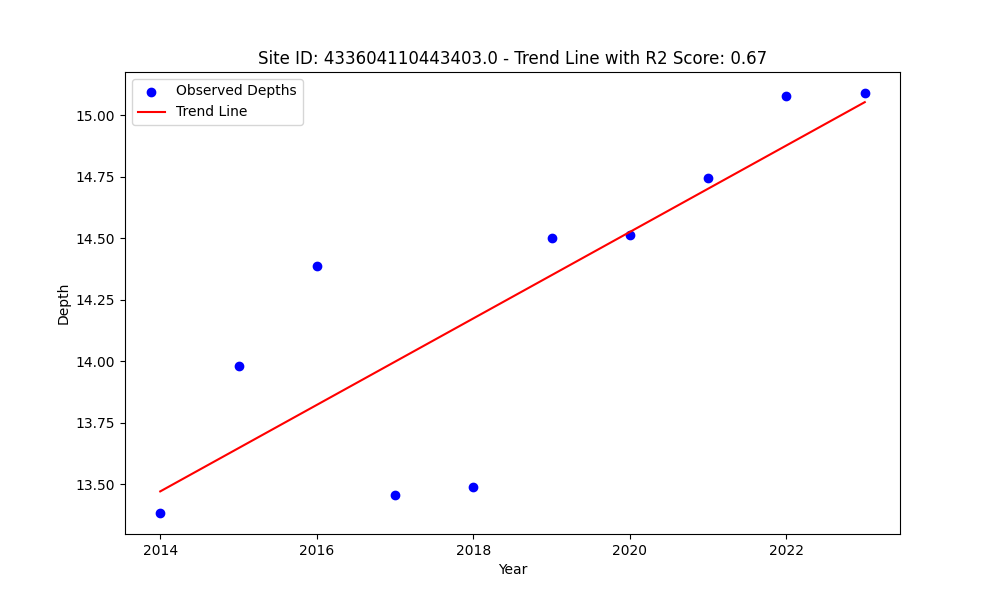 Site ID: 433604110443403.0 - Trend Line with R2 Score: 0.67
Observed Depths
Trend Line
15.00
14.75
14.50
14.25
14.00
13.75
13.50
Depth
2014
2016
2018
2020
2022
Year